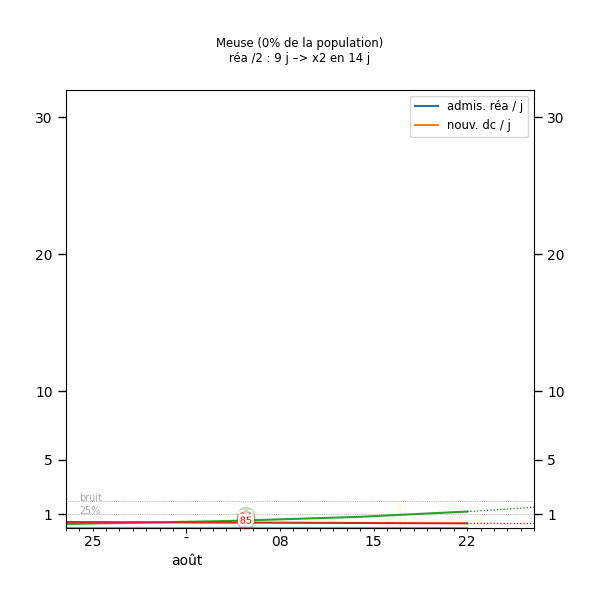 Meuse (0% de la population)
réa /2 : 9 j –> x2 en 14 j
admis. réa / j
nouv. dc / j
30
30
20
20
10
10
5
5
bruit
25%
1
1
85
25
-
08
15
22
août